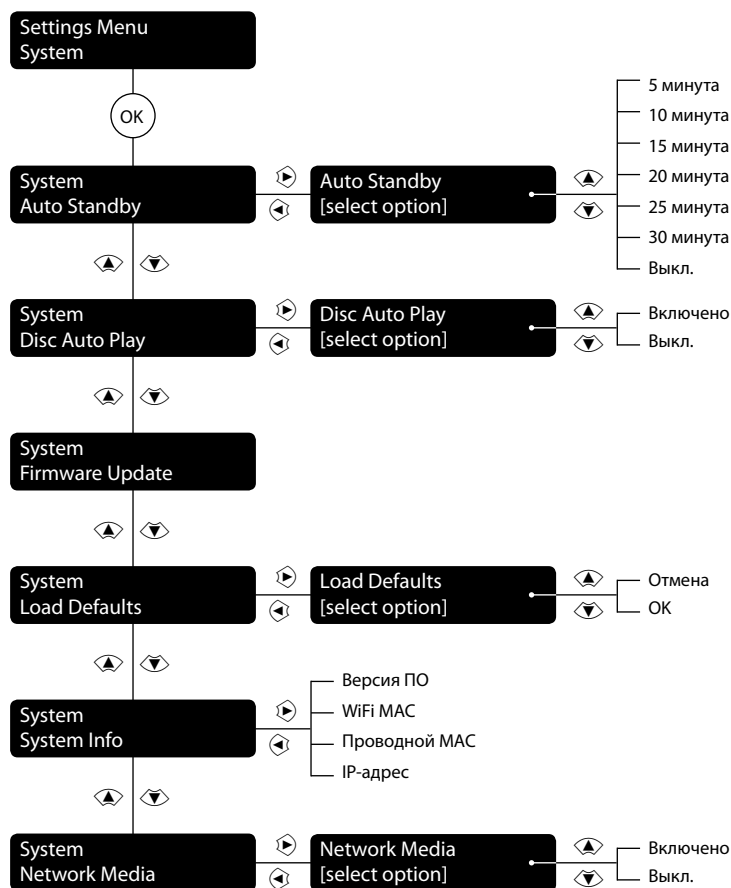 Settings Menu
System
OK
System
Auto Standby
Auto Standby
[select option]
5 минута
10 минута
15 минута
20 минута
25 минута
30 минута
Выкл.
System
Disc Auto Play
Disc Auto Play
[select option]
Включено
Выкл.
System
Firmware Update
System
Load Defaults
Load Defaults
[select option]
Отмена
OK
System
System Info
Версия ПО
WiFi MAC
Проводной MAC
IP-адрес
System
Network Media
Network Media
[select option]
Включено
Выкл.